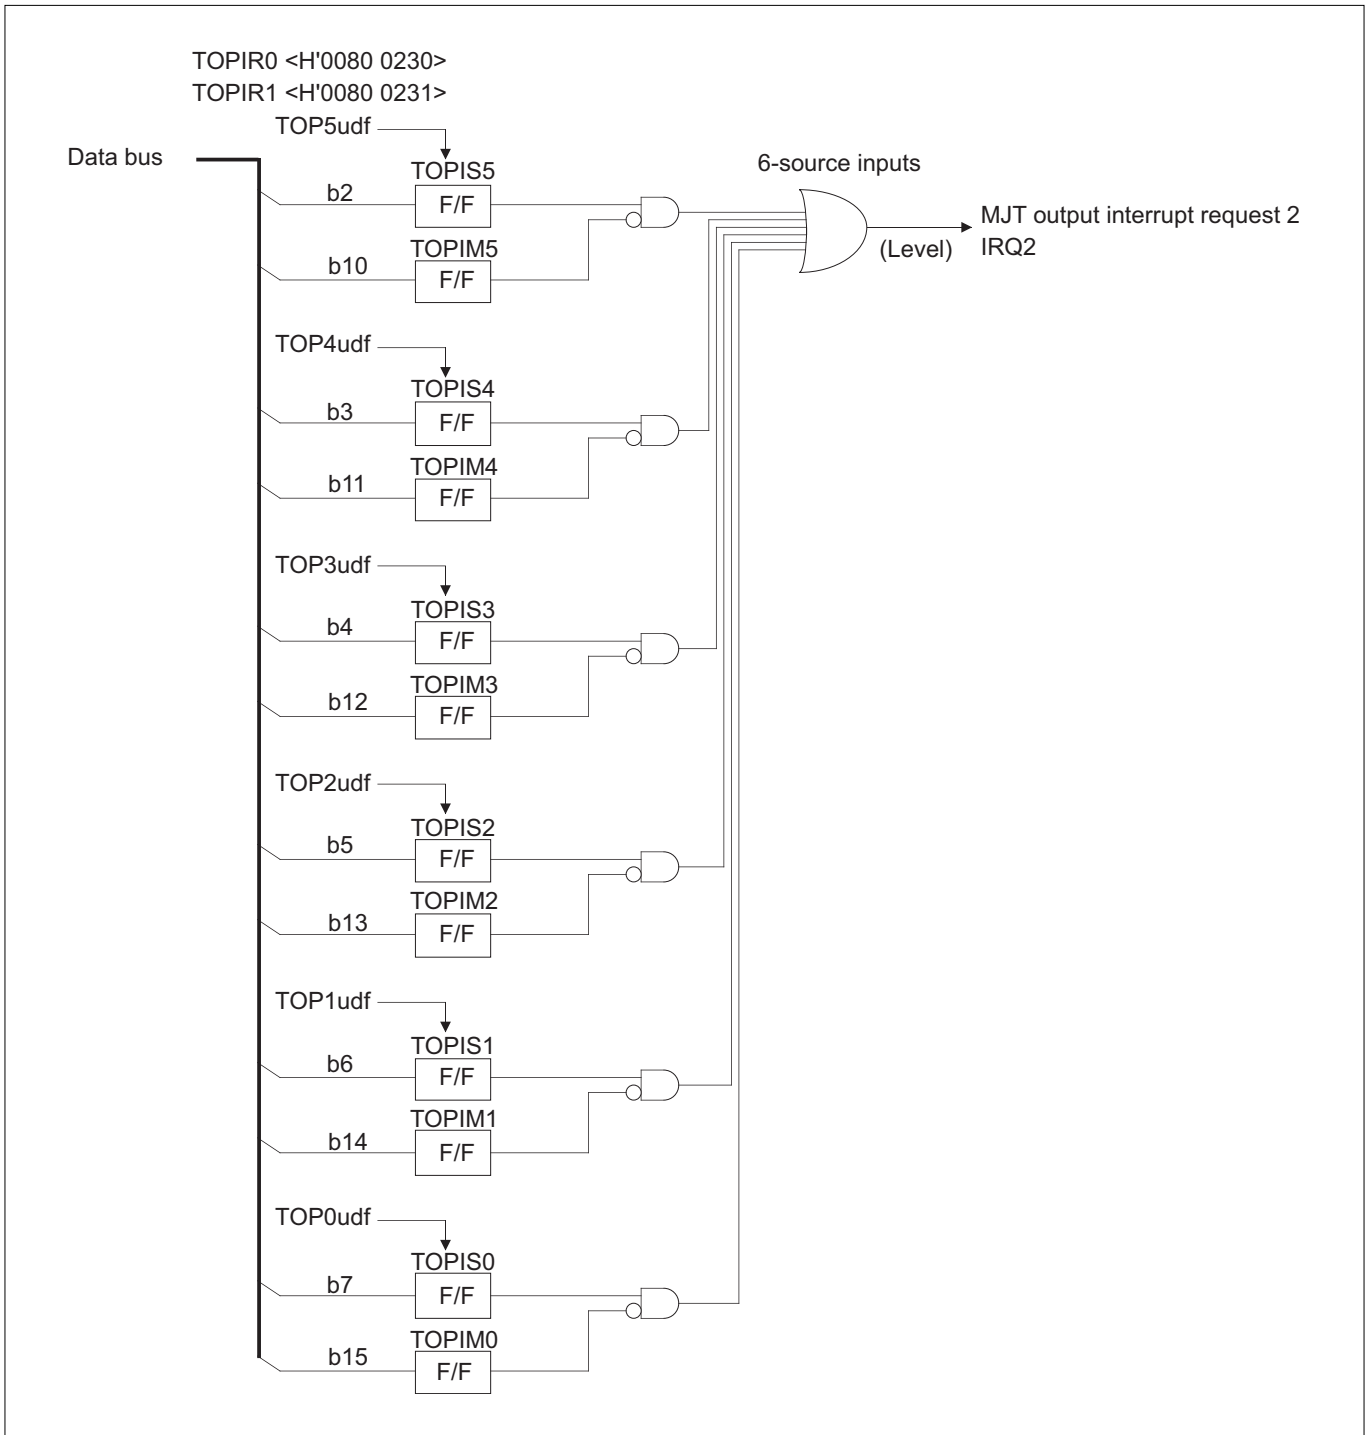 TOPIR0 <H'0080 0230>
TOPIR1 <H'0080 0231>
TOP5udf
Data bus
TOPIS5
6-source inputs
b2
F/F
MJT output interrupt request 2
(Level)
IRQ2
TOPIM5
b10
F/F
TOP4udf
TOPIS4
b3
F/F
TOPIM4
b11
F/F
TOP3udf
TOPIS3
b4
F/F
TOPIM3
b12
F/F
TOP2udf
TOPIS2
b5
F/F
TOPIM2
b13
F/F
TOP1udf
TOPIS1
b6
F/F
TOPIM1
b14
F/F
TOP0udf
TOPIS0
b7
F/F
TOPIM0
b15
F/F